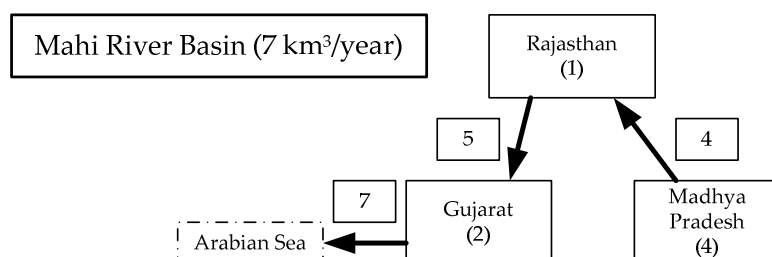 Mahi River Basin (7 km³/year)
Rajasthan
(1)
5
4
7
Gujarat
(2)
Madhya
Pradesh
(4)
Arabian Sea